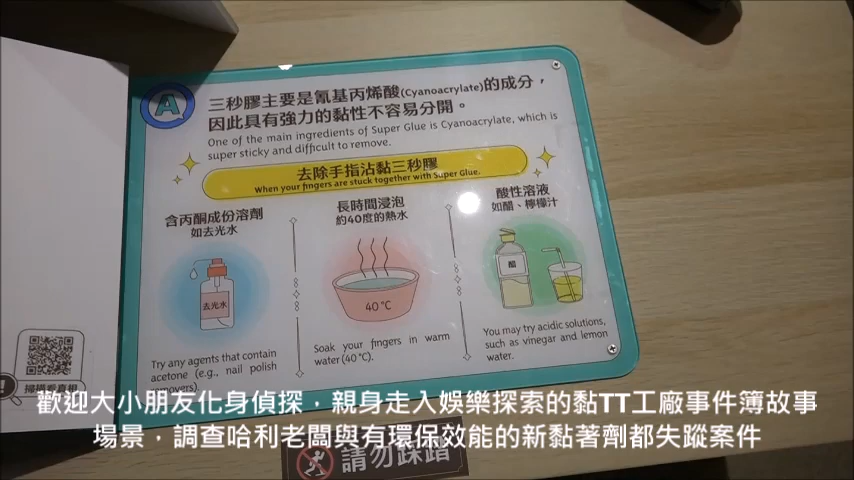 A
三秒膠主要是氰基丙烯酸(Cyanoacrylate)的成分，
因此具有強力的黏性不容易分開。
One of the main ingredients of Super Glue is Cyanoacrylate, which is
super sticky and difficult to remove.
去除手指沾黏三秒膠
When your fingers are stuck together with Super Glue.
含丙酮成份溶劑
如去光水
去光水
Try any agents that contain
acetone (e.g., nail polish
removers).
長時間浸泡
約40度的熱水
40°C
Soak your fingers in warm
water (40°C).
酸性溶液
如醋、檸檬汁
醋
You may try acidic solutions,
such as vinegar and lemon
water.
掃描看真相
歡迎大小朋友化身偵探，親身走入娛樂探索的黏TT工廠事件簿故事
場景，調查哈利老闆與有環保效能的新黏著劑都失蹤案件
請勿踩踏